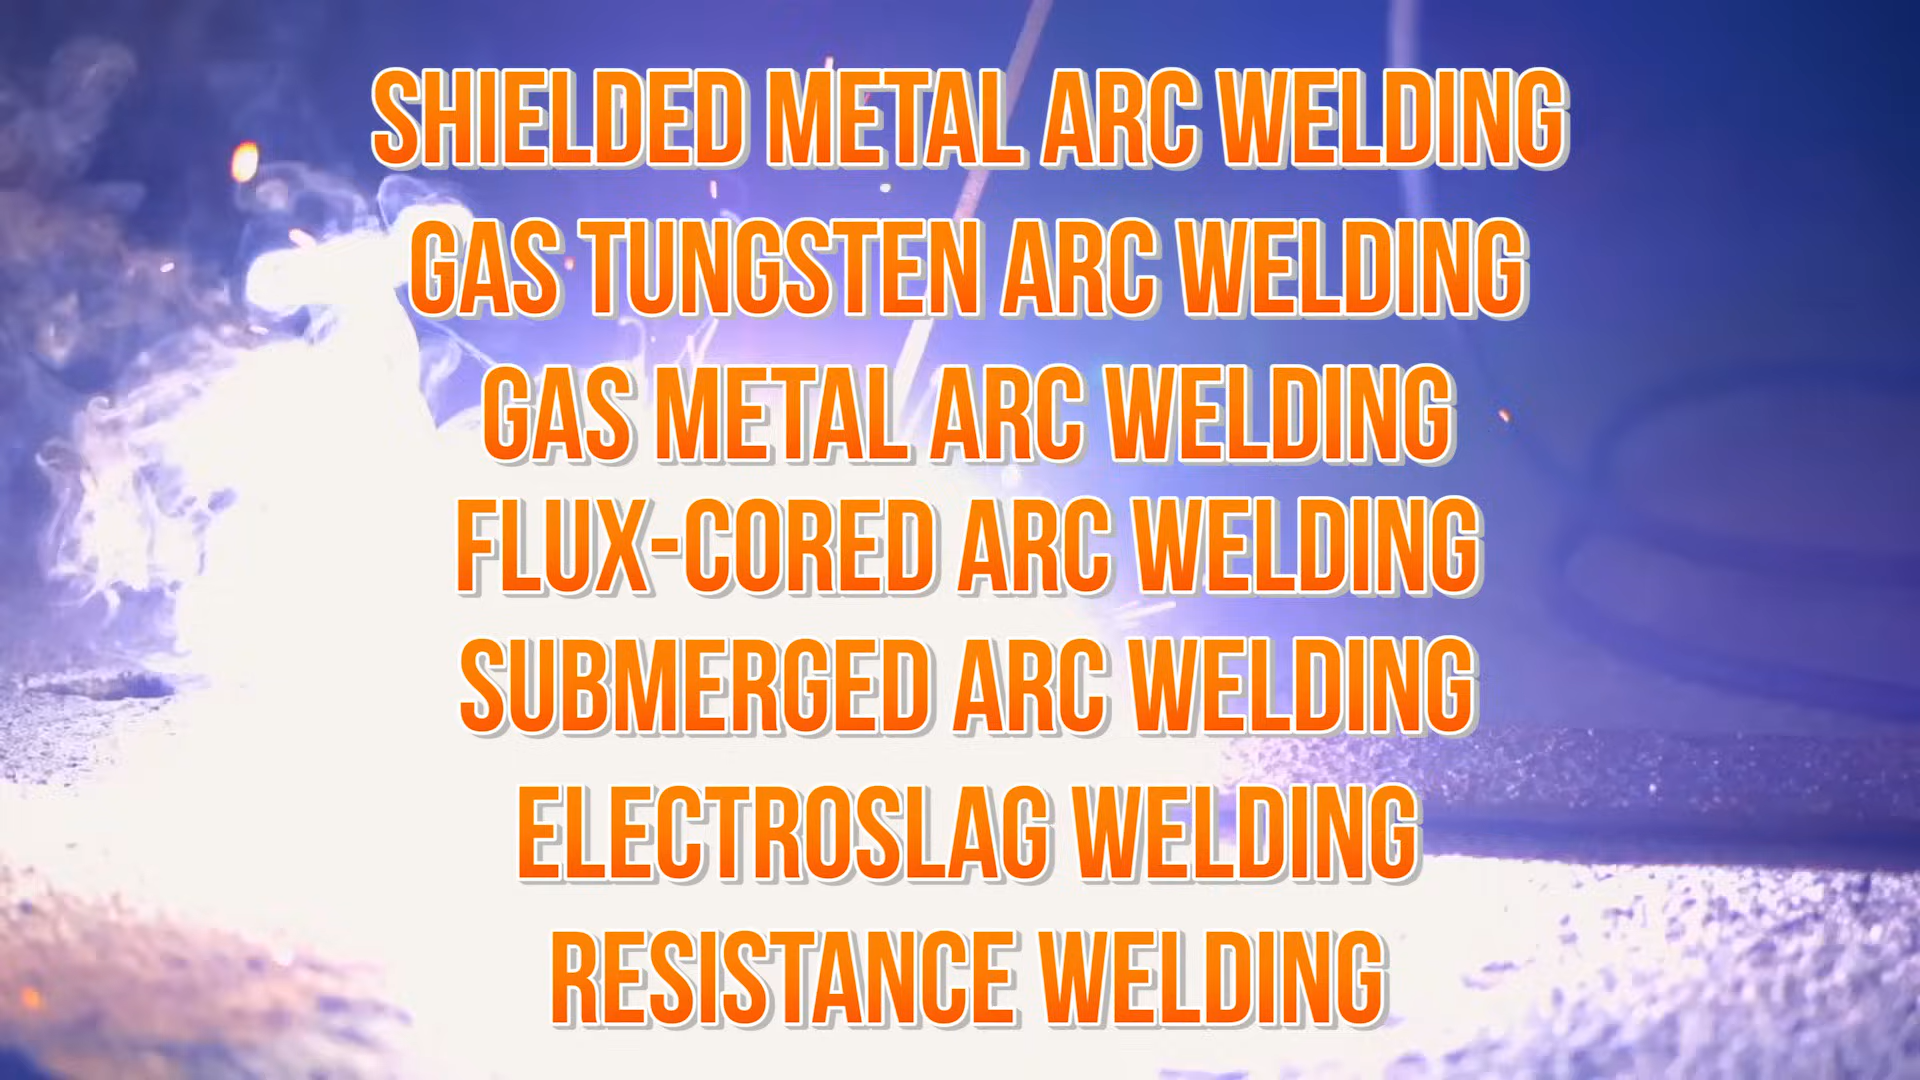 SHIELDED METAL ARC WELDING
GAS TUNGSTEN ARC WELDING
GAS METAL ARC WELDING
FLUX-CORED ARC WELDING
SUBMERGED ARC WELDING
ELECTROSLAG WELDING
RESISTANCE WELDING